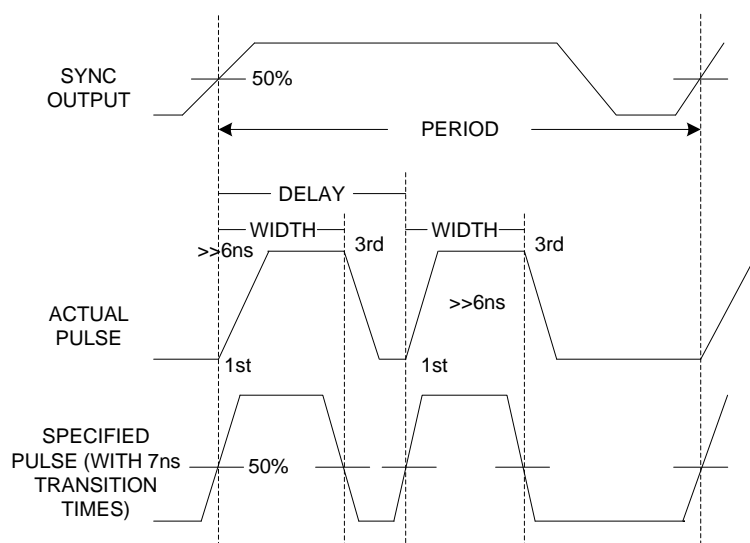 SYNC
OUTPUT
50%
PERIOD
DELAY
WIDTH
WIDTH
>>6ns
3rd
3rd
>>6ns
ACTUAL
PULSE
1st
1st
SPECIFIED
PULSE (WITH 7ns
TRANSITION
TIMES)
50%